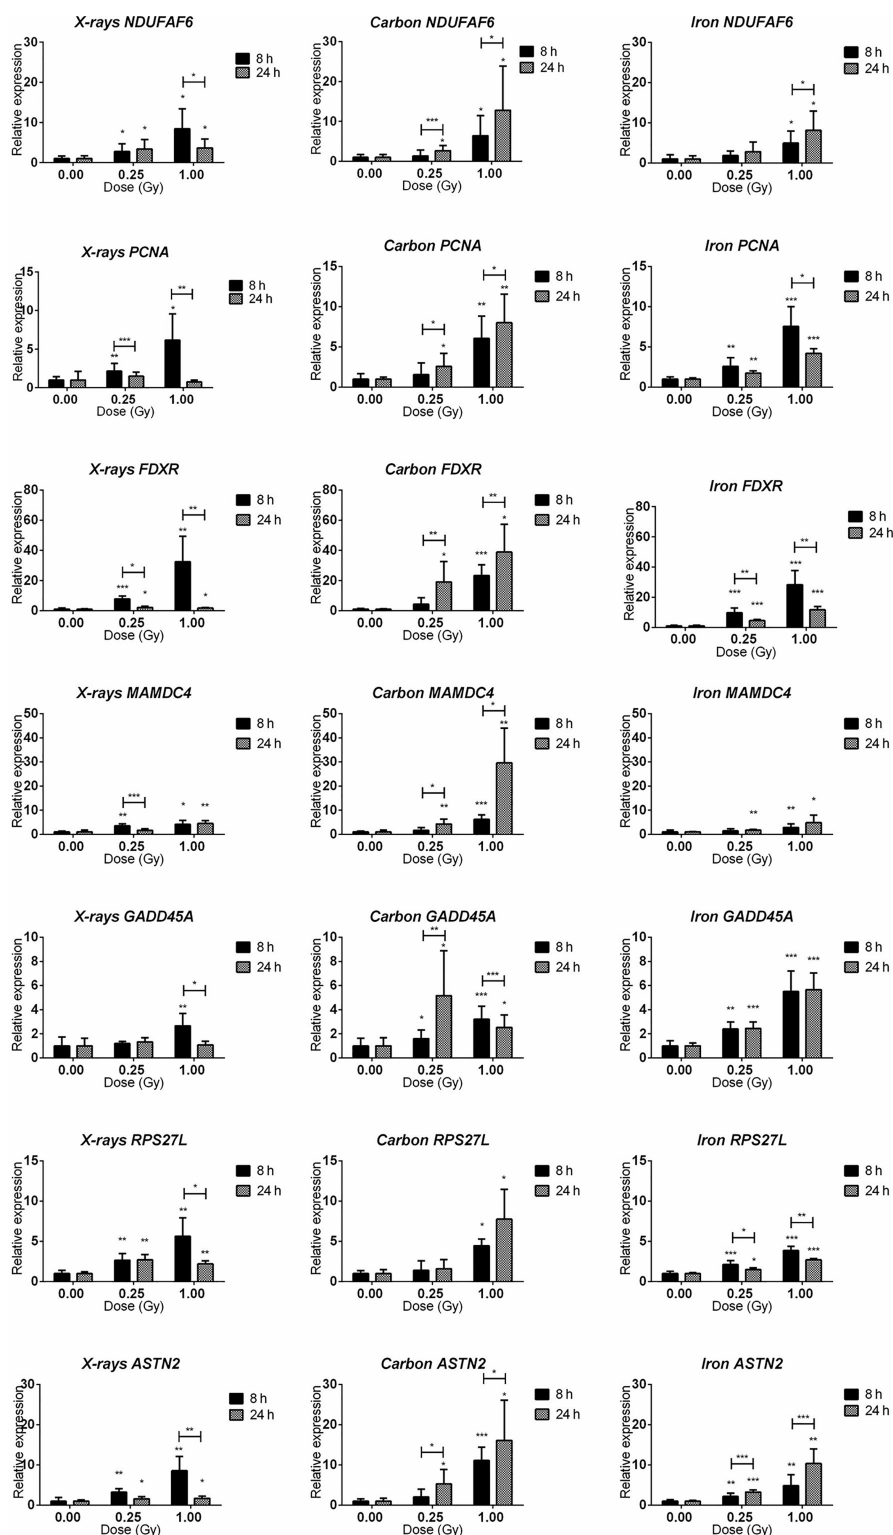 X-rays NDUFAF6
Relative expression
30
20
10
0
8 h
24 h
* * * * *
0.00 0.25 1.00
Dose (Gy)
Carbon NDUFAF6
Relative expression
30
20
10
0
8 h
24 h
*** * * * *
0.00 0.25 1.00
Dose (Gy)
Iron NDUFAF6
Relative expression
30
20
10
0
8 h
24 h
* * *
0.00 0.25 1.00
Dose (Gy)
X-rays PCNA
Relative expression
15
10
5
0
8 h
24 h
*** ** ** *
0.00 0.25 1.00
Dose (Gy)
Carbon PCNA
Relative expression
15
10
5
0
8 h
24 h
* * * ** **
0.00 0.25 1.00
Dose (Gy)
Iron PCNA
Relative expression
15
10
5
0
8 h
24 h
** ** * *** ***
0.00 0.25 1.00
Dose (Gy)
X-rays FDXR
Relative expression
80
60
40
20
0
8 h
24 h
* *** * ** ** *
0.00 0.25 1.00
Dose (Gy)
Carbon FDXR
Relative expression
80
60
40
20
0
8 h
24 h
** * ** *** *
0.00 0.25 1.00
Dose (Gy)
Iron FDXR
Relative expression
80
60
40
20
0
8 h
24 h
** *** *** ** *** ***
0.00 0.25 1.00
Dose (Gy)
X-rays MAMDC4
Relative expression
50
40
30
20
10
0
8 h
24 h
*** ** * **
0.00 0.25 1.00
Dose (Gy)
Carbon MAMDC4
Relative expression
50
40
30
20
10
0
8 h
24 h
* ** * *** **
0.00 0.25 1.00
Dose (Gy)
Iron MAMDC4
Relative expression
50
40
30
20
10
0
8 h
24 h
** ** *
0.00 0.25 1.00
Dose (Gy)
X-rays GADD45A
Relative expression
10
8
6
4
2
0
8 h
24 h
* **
0.00 0.25 1.00
Dose (Gy)
Carbon GADD45A
Relative expression
10
8
6
4
2
0
8 h
24 h
** * * *** *** *
0.00 0.25 1.00
Dose (Gy)
Iron GADD45A
Relative expression
10
8
6
4
2
0
8 h
24 h
** *** *** ***
0.00 0.25 1.00
Dose (Gy)
X-rays RPS27L
Relative expression
15
10
5
0
8 h
24 h
** ** * ** **
0.00 0.25 1.00
Dose (Gy)
Carbon RPS27L
Relative expression
15
10
5
0
8 h
24 h
* *
0.00 0.25 1.00
Dose (Gy)
Iron RPS27L
Relative expression
15
10
5
0
8 h
24 h
* *** * ** *** ***
0.00 0.25 1.00
Dose (Gy)
X-rays ASTN2
Relative expression
30
20
10
0
8 h
24 h
** * ** ** *
0.00 0.25 1.00
Dose (Gy)
Carbon ASTN2
Relative expression
30
20
10
0
8 h
24 h
* * * *** *
0.00 0.25 1.00
Dose (Gy)
Iron ASTN2
Relative expression
30
20
10
0
8 h
24 h
*** ** *** *** ** **
0.00 0.25 1.00
Dose (Gy)